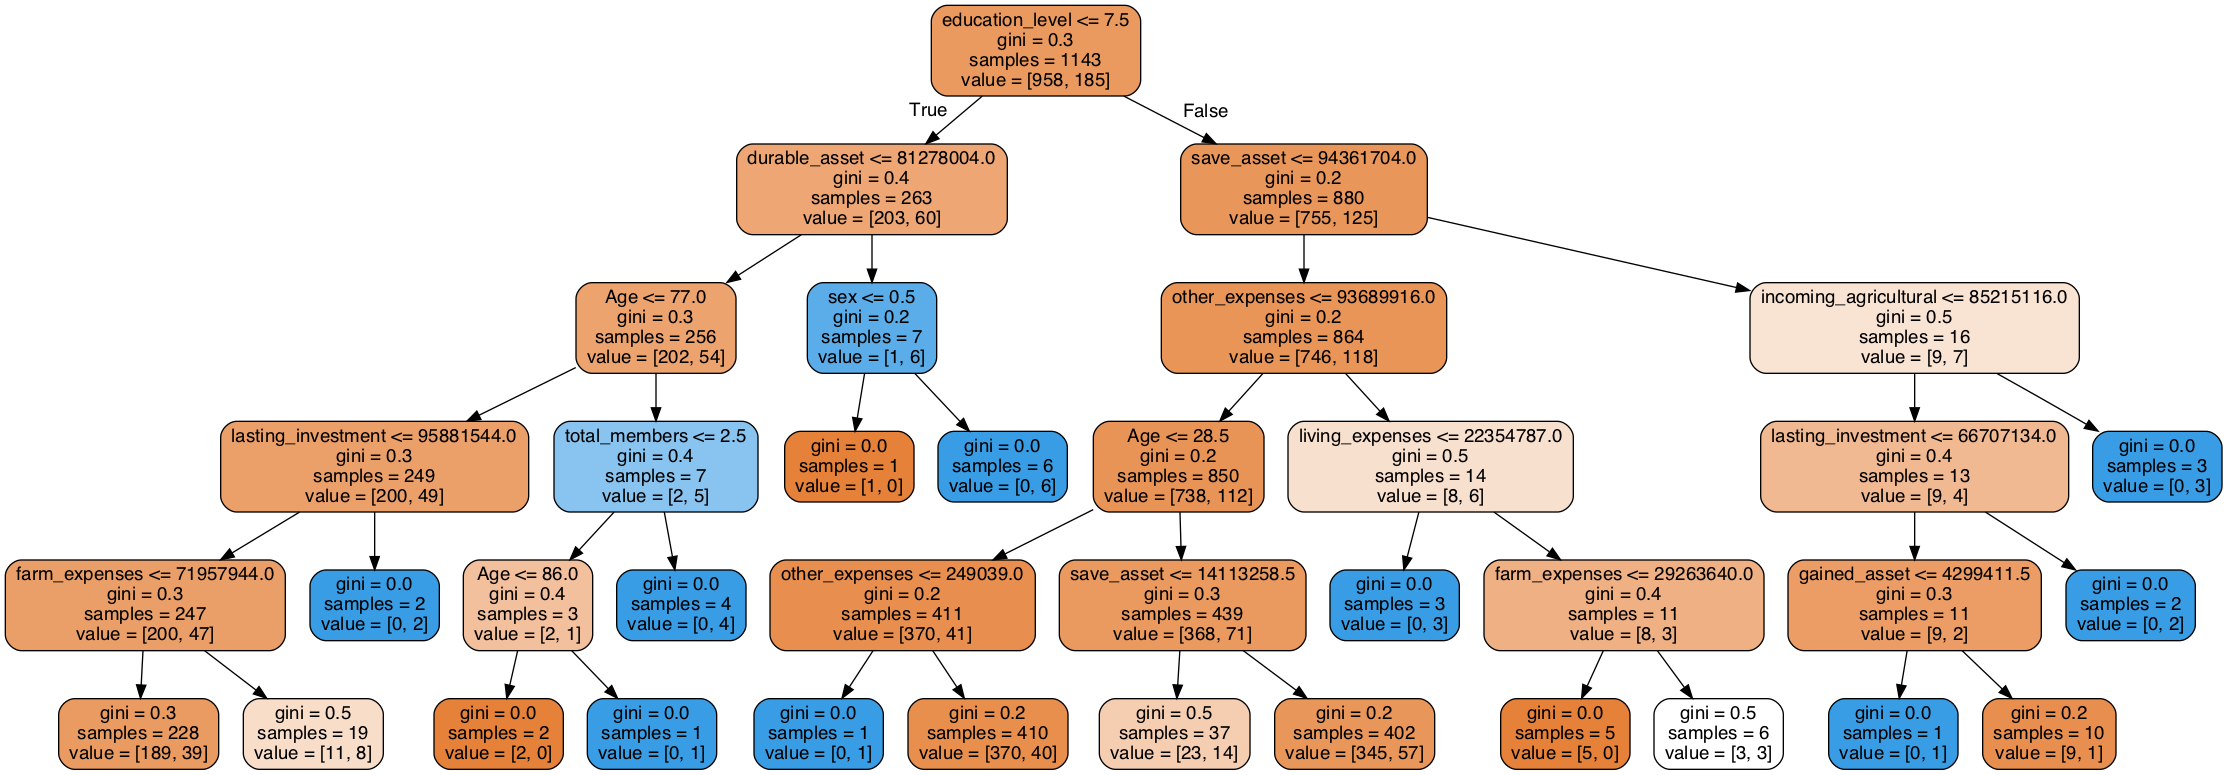 education_level <= 7.5
gini = 0.3
samples = 1143
value = [958, 185]
True
False
durable_asset <= 81278004.0
gini = 0.4
samples = 263
value = [203, 60]
save_asset <= 94361704.0
gini = 0.2
samples = 880
value = [755, 125]
Age <= 77.0
gini = 0.3
samples = 256
value = [202, 54]
sex <= 0.5
gini = 0.2
samples = 7
value = [1, 6]
other_expenses <= 93689916.0
gini = 0.2
samples = 864
value = [746, 118]
incoming_agricultural <= 85215116.0
gini = 0.5
samples = 16
value = [9, 7]
lasting_investment <= 95881544.0
gini = 0.3
samples = 249
value = [200, 49]
total_members <= 2.5
gini = 0.4
samples = 7
value = [2, 5]
gini = 0.0
samples = 1
value = [1, 0]
gini = 0.0
samples = 6
value = [0, 6]
Age <= 28.5
gini = 0.2
samples = 850
value = [738, 112]
living_expenses <= 22354787.0
gini = 0.5
samples = 14
value = [8, 6]
lasting_investment <= 66707134.0
gini = 0.4
samples = 13
value = [9, 4]
gini = 0.0
samples = 3
value = [0, 3]
farm_expenses <= 71957944.0
gini = 0.3
samples = 247
value = [200, 47]
gini = 0.0
samples = 2
value = [0, 2]
Age <= 86.0
gini = 0.4
samples = 3
value = [2, 1]
gini = 0.0
samples = 4
value = [0, 4]
other_expenses <= 249039.0
gini = 0.2
samples = 411
value = [370, 41]
save_asset <= 14113258.5
gini = 0.3
samples = 439
value = [368, 71]
gini = 0.0
samples = 3
value = [0, 3]
farm_expenses <= 29263640.0
gini = 0.4
samples = 11
value = [8, 3]
gained_asset <= 4299411.5
gini = 0.3
samples = 11
value = [9, 2]
gini = 0.0
samples = 2
value = [0, 2]
gini = 0.3
samples = 228
value = [189, 39]
gini = 0.5
samples = 19
value = [11, 8]
gini = 0.0
samples = 2
value = [2, 0]
gini = 0.0
samples = 1
value = [0, 1]
gini = 0.0
samples = 1
value = [0, 1]
gini = 0.2
samples = 410
value = [370, 40]
gini = 0.5
samples = 37
value = [23, 14]
gini = 0.2
samples = 402
value = [345, 57]
gini = 0.0
samples = 5
value = [5, 0]
gini = 0.5
samples = 6
value = [3, 3]
gini = 0.0
samples = 1
value = [0, 1]
gini = 0.2
samples = 10
value = [9, 1]